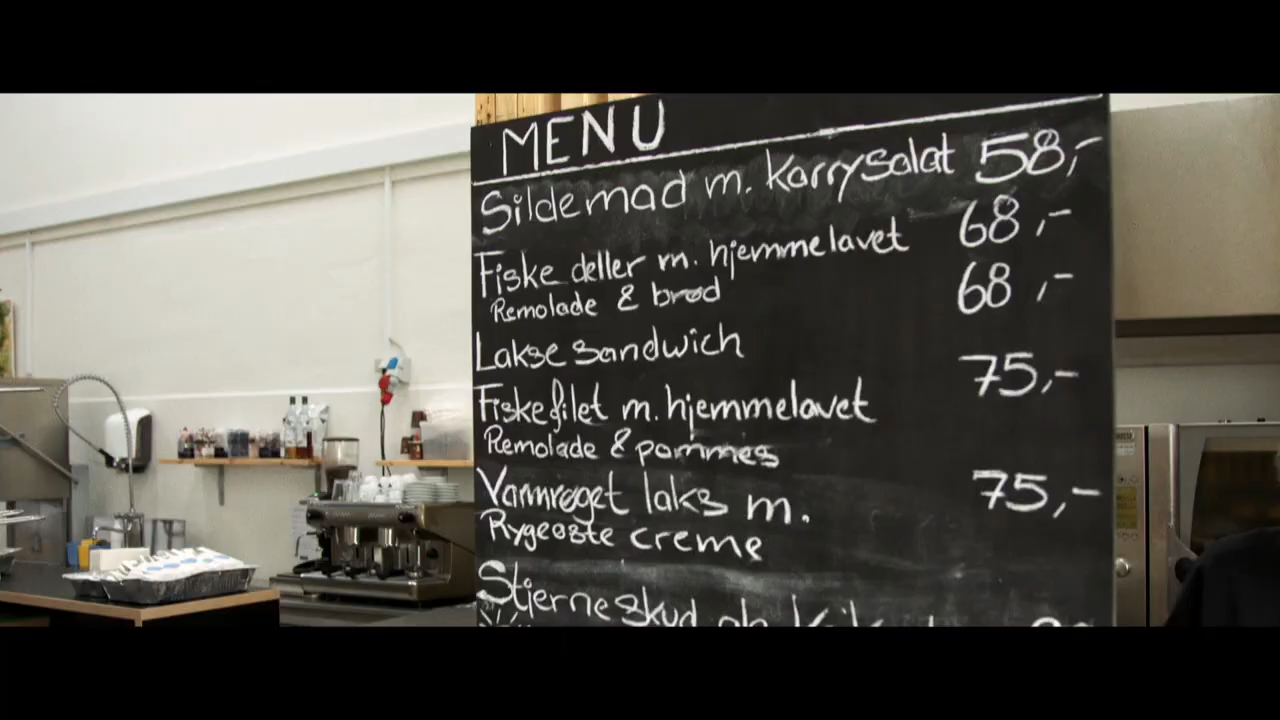 MENU
Sildemad m. Karrysalat 58,-
Fiske deller m. hjemmelavet 68,-
Remolade & brød 68,-
Lakse sandwich
Fiskefilet m. hjemmelavet 75,-
Remolade & pommes
Varmrøget laks m. 75,-
Rygeoste creme
Stjerneskud